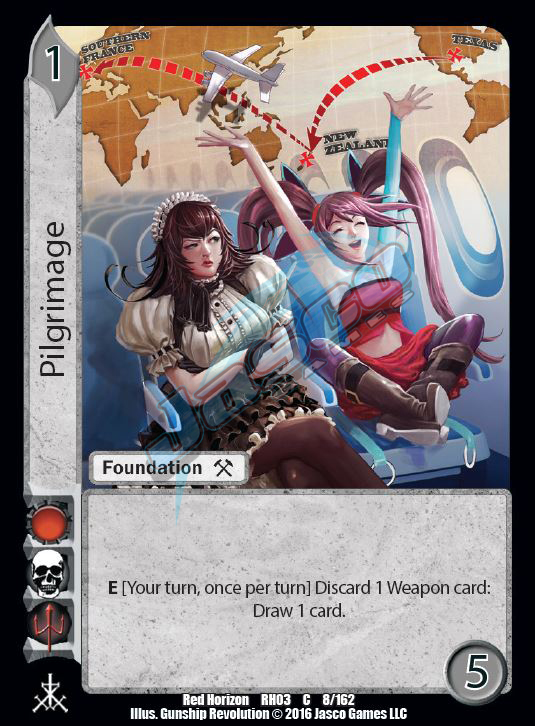 1
SOUTHERN
FRANCE
TEXAS
NEW
ZEALAND
Pilgrimage
Foundation
E [Your turn, once per turn] Discard 1 Weapon card:
Draw 1 card.
5
Red Horizon RH03 C 8/162
Illus. Gunship Revolution © 2016 Jasco Games LLC